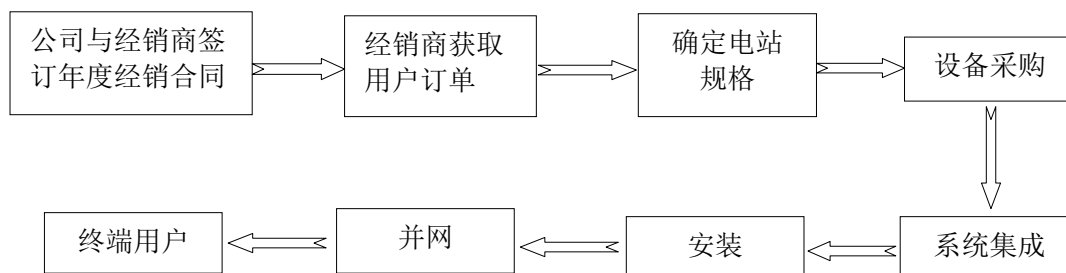 公司与经销商签
订年度经销合同
经销商获取
用户订单
确定电站
规格
设备采购
系统集成
安装
并网
终端用户